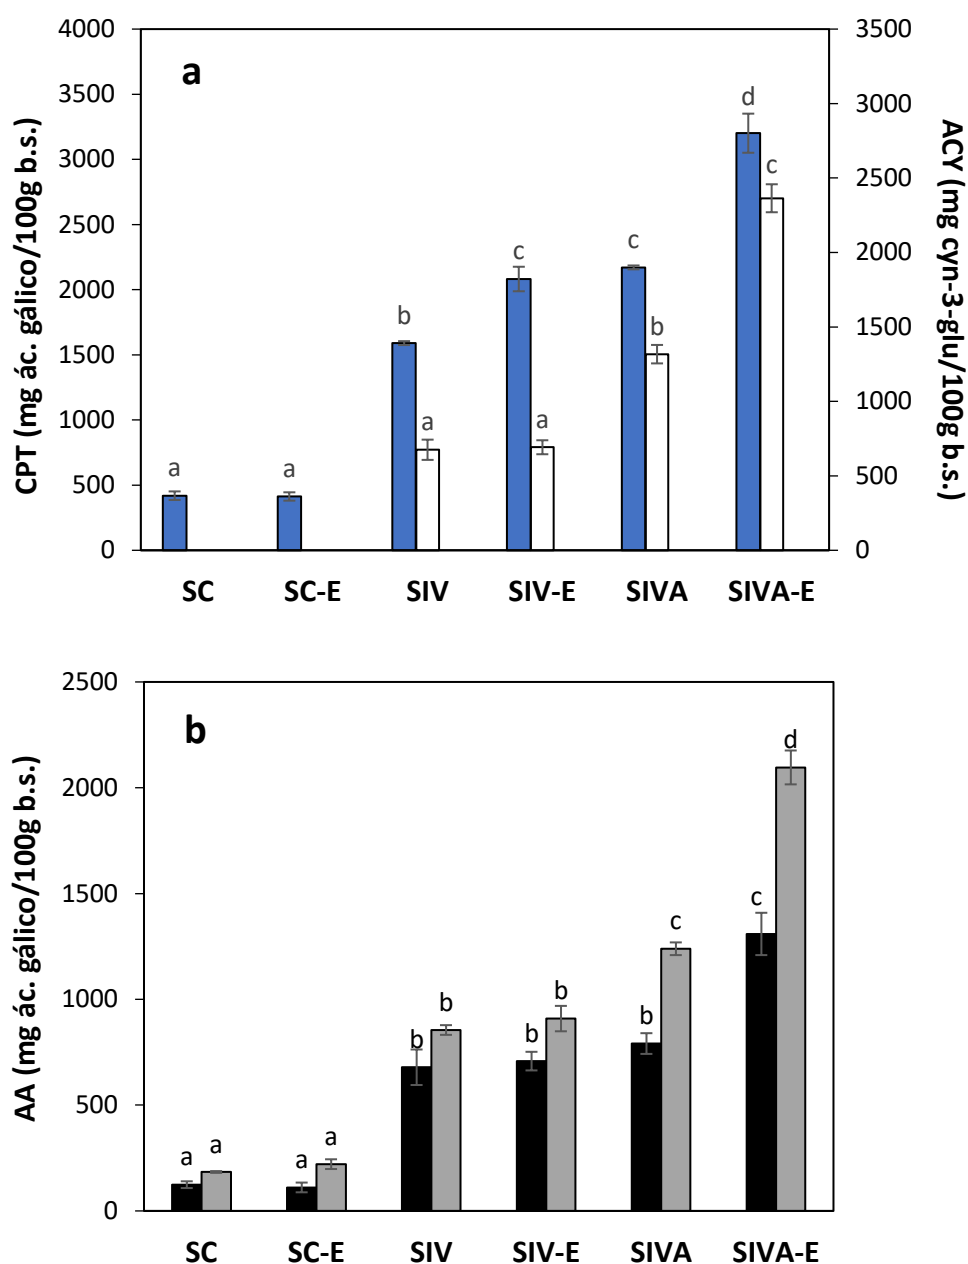 a
CPT (mg ác. gálico/100g b.s.)
4000
3500
3000
2500
2000
1500
1000
500
0
ACY (mg cyn-3-glu/100g b.s.)
3500
3000
2500
2000
1500
1000
500
0
a
a
b
a
c
a
c
b
d
c
SC SC-E SIV SIV-E SIVA SIVA-E
b
AA (mg ác. gálico/100g b.s.)
2500
2000
1500
1000
500
0
a
a
a
a
b
b
b
b
b
c
c
d
SC SC-E SIV SIV-E SIVA SIVA-E